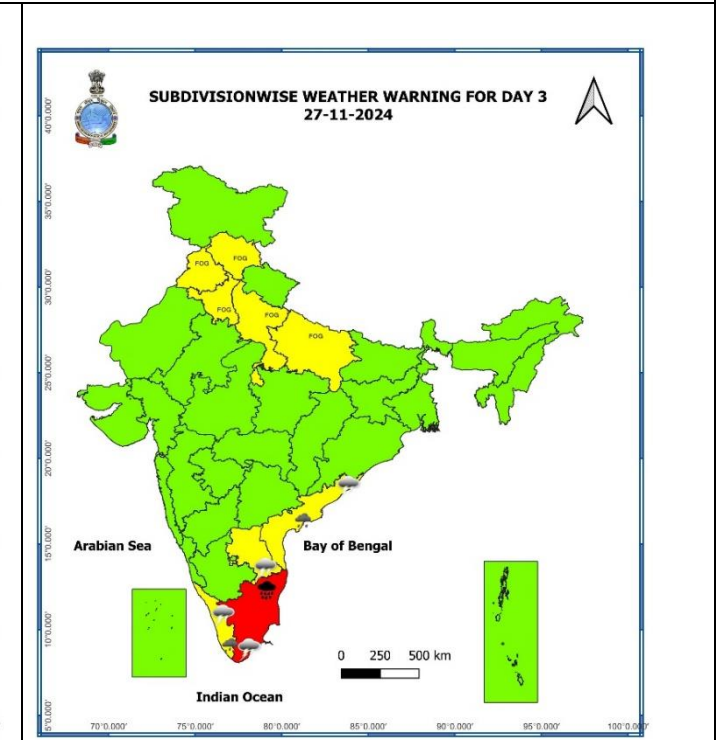 SUBDIVISIONWISE WEATHER WARNING FOR DAY 3
27-11-2024
40°0.000'
35°0.000'
FOG
FOG
30°0.000'
FOG
FOG
FOG
25°0.000'
20°0.000'
15°0.000'
Arabian Sea
Bay of Bengal
10°0.000'
0 250 500 km
Indian Ocean
5°0.000'
70°0.000' 75°0.000' 80°0.000' 85°0.000' 90°0.000' 95°0.000' 100°0.0